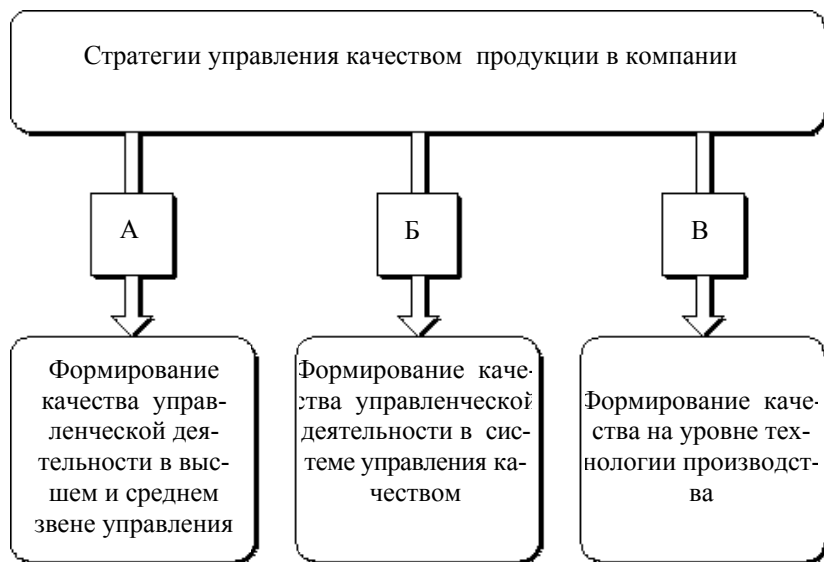 Стратегии управления качеством продукции в компании
А
Б
В
Формирование
качества управ-
ленческой дея-
тельности в выс-
шем и среднем
звене управления
Формирование каче-
ства управленческой
деятельности в сис-
теме управления ка-
чеством
Формирование каче-
ства на уровне тех-
нологии производст-
ва